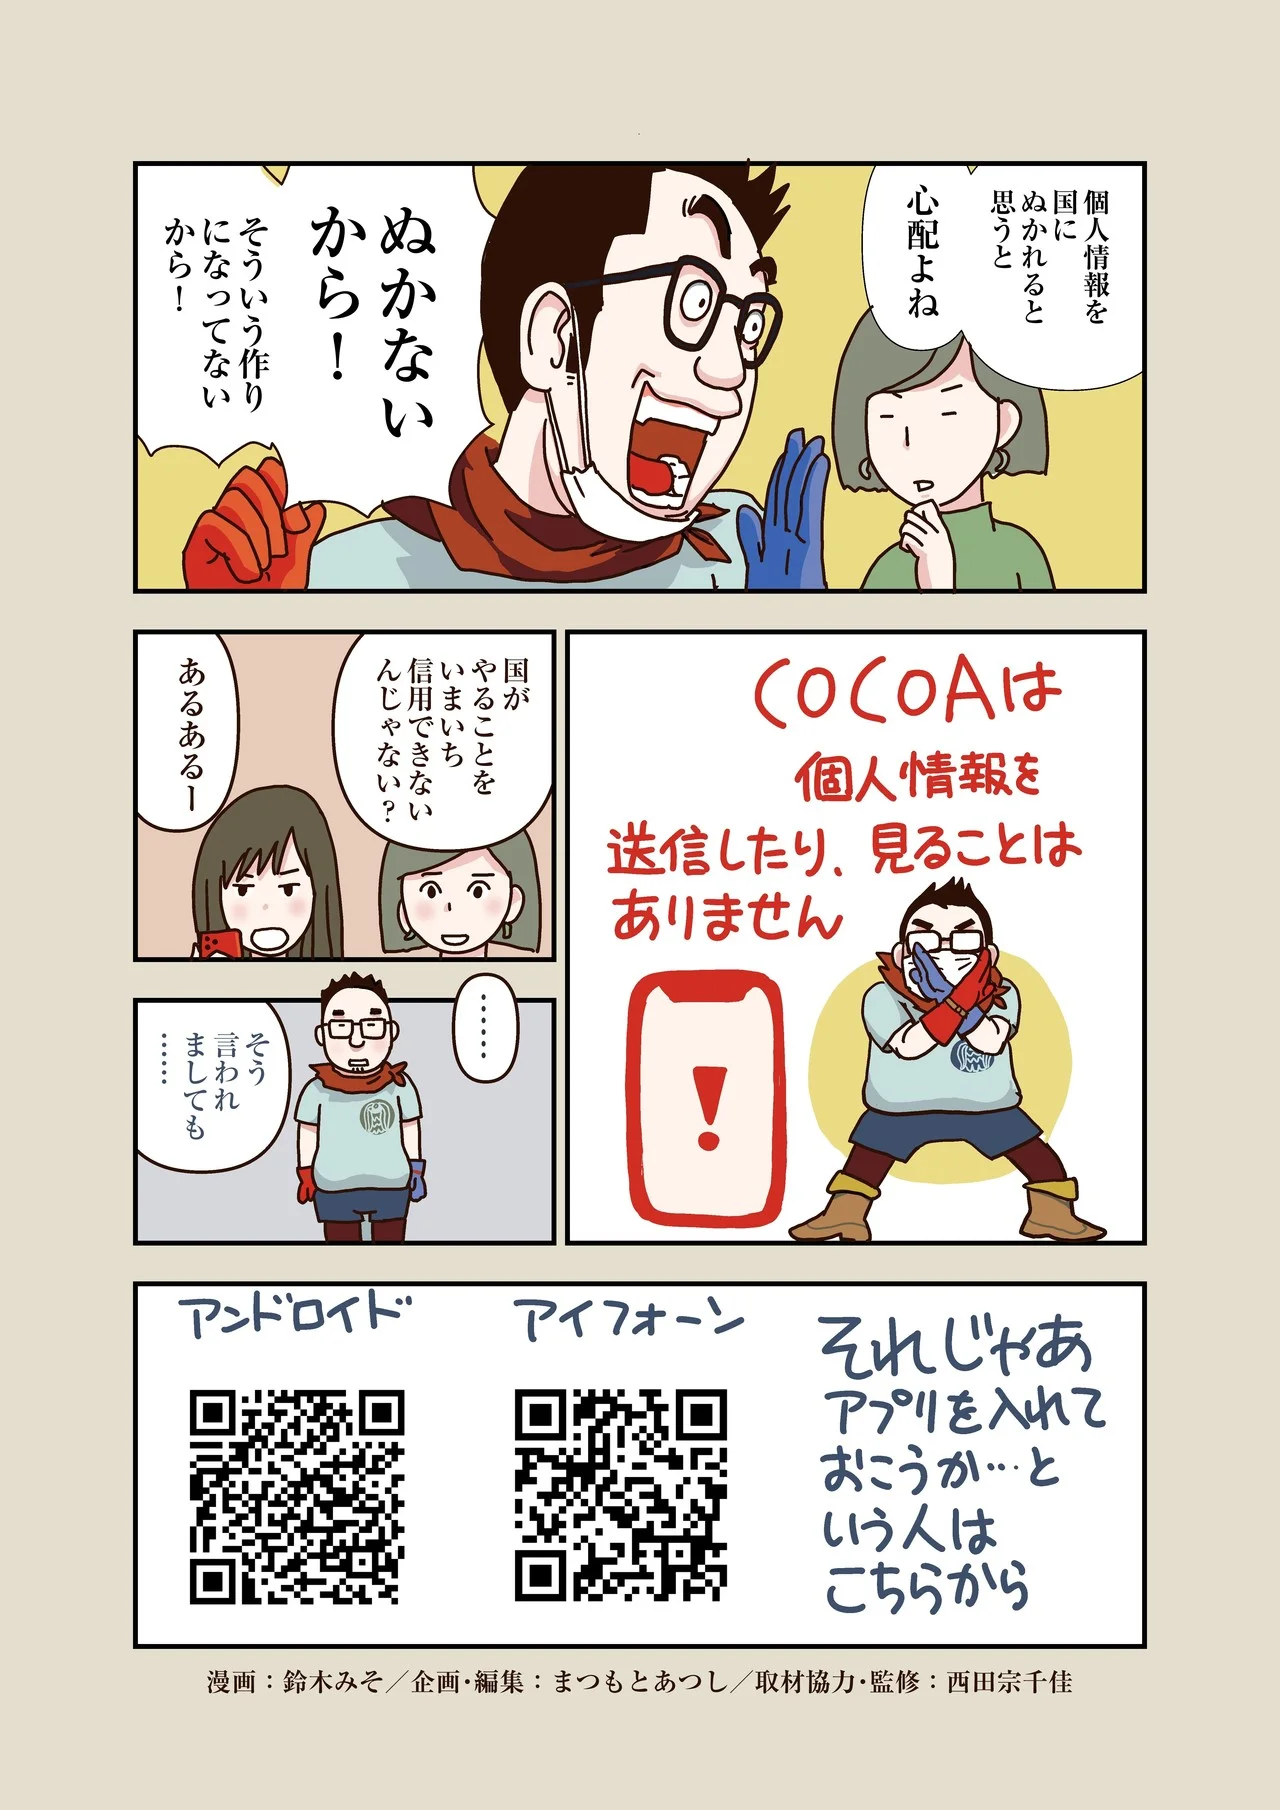 個人情報を
国に
ぬかれると
思うと
心配よね
ぬかない
から！
そういう作り
になってない
から！
COCOAは
個人情報を
送信したり、見ることは
ありません
！
国が
やることを
いまいち
信用できない
んじゃない？
あるあるー
……
そう
言われ
ましても
……
それじゃあ
アプリを入れて
おこうか…と
いう人は
こちらから
アイフォーン
アンドロイド
漫画：鈴木みそ／企画・編集：まつもとあつし／取材協力・監修：西田宗千佳